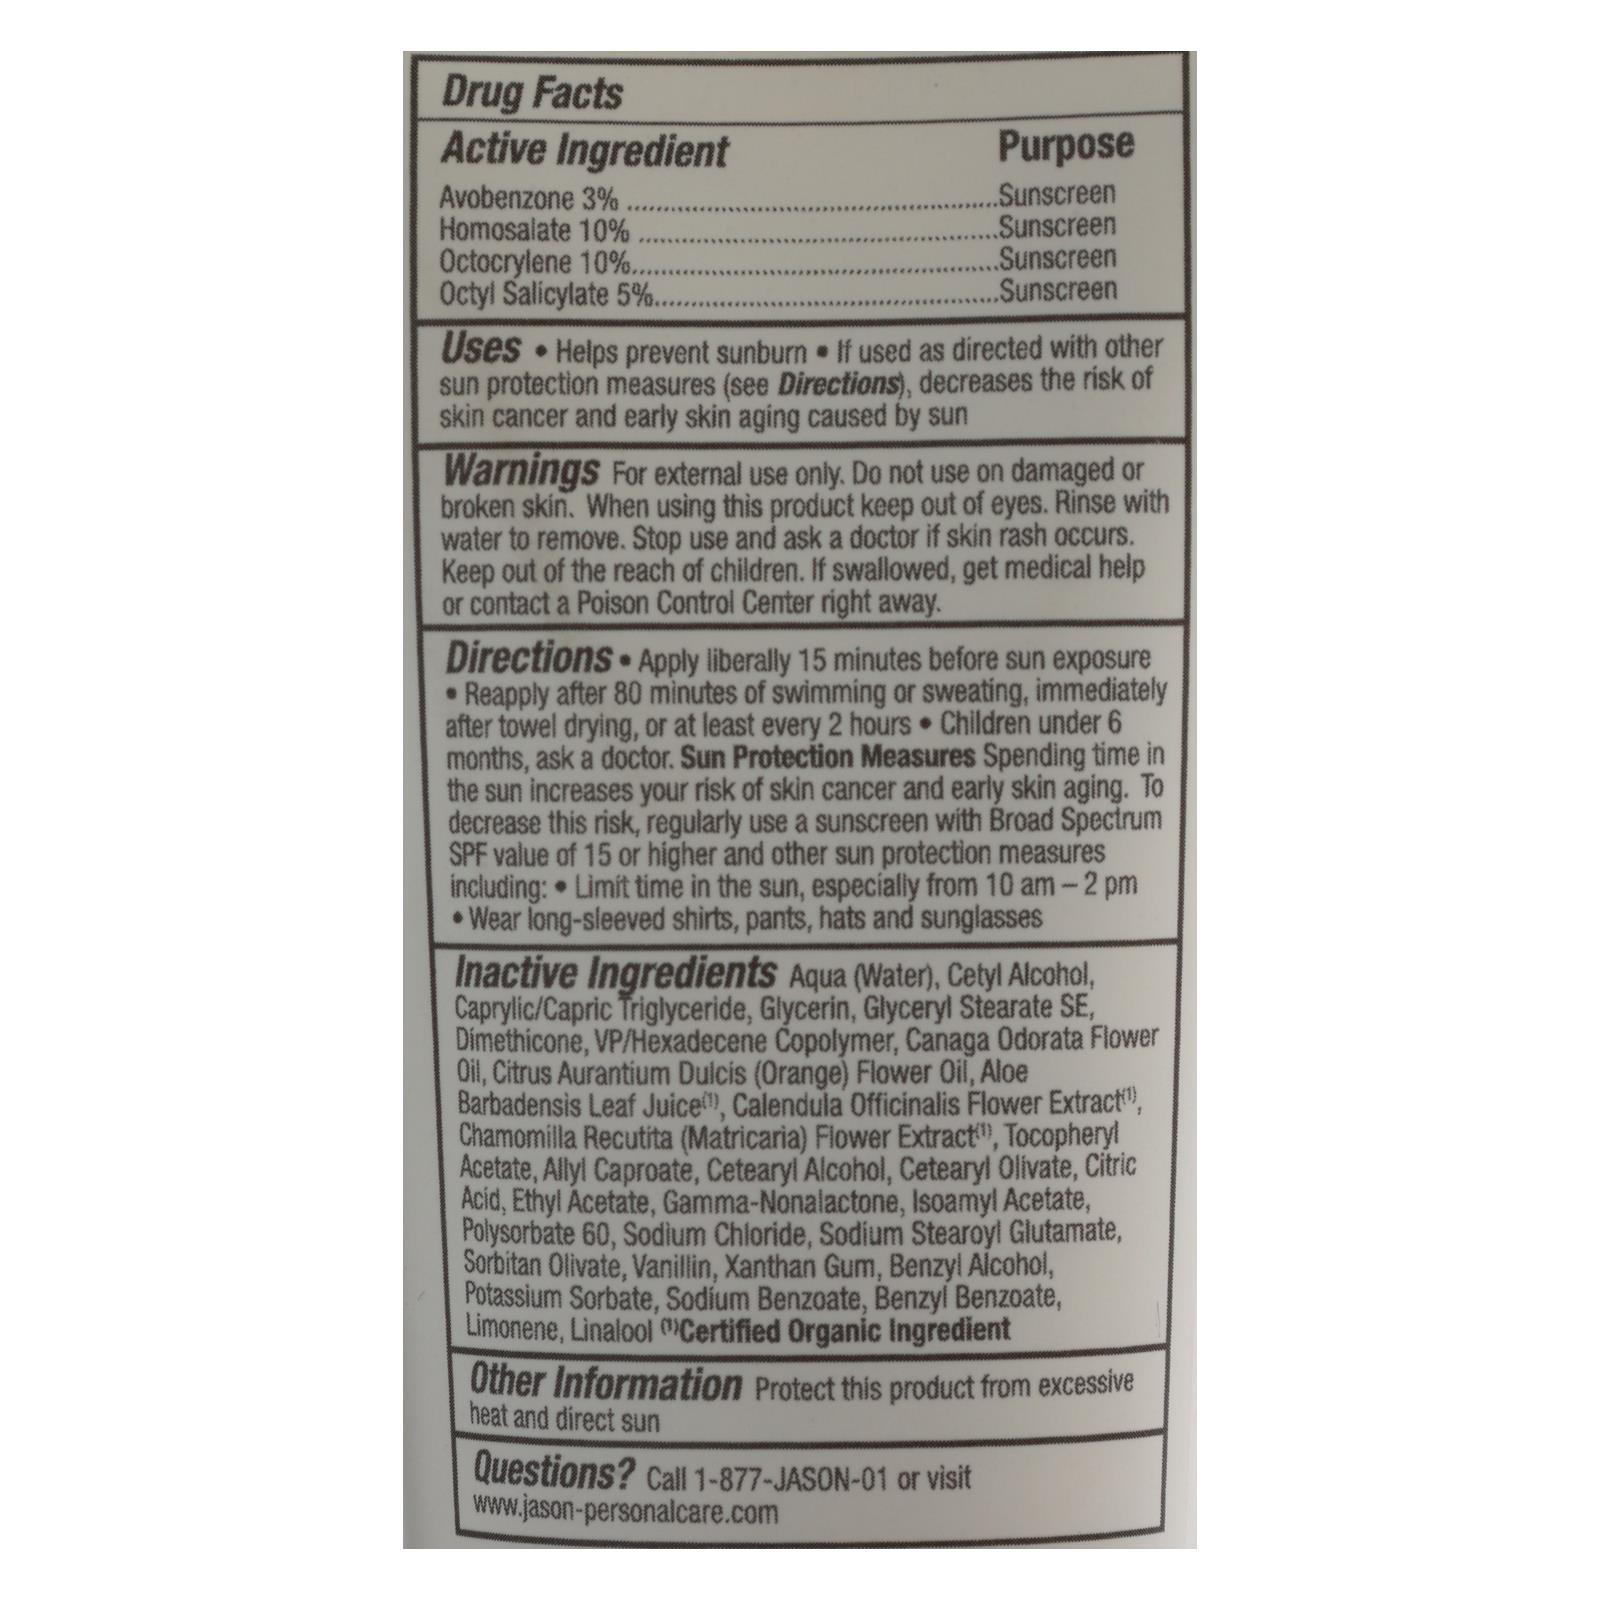 Drug Facts
Active Ingredient Purpose
Avobenzone 3% ..........Sunscreen
Homosalate 10% ..........Sunscreen
Octocrylene 10%..........Sunscreen
Octyl Salicylate 5%..........Sunscreen
Uses • Helps prevent sunburn • If used as directed with other
sun protection measures (see Directions), decreases the risk of
skin cancer and early skin aging caused by sun
Warnings For external use only. Do not use on damaged or
broken skin. When using this product keep out of eyes. Rinse with
water to remove. Stop use and ask a doctor if skin rash occurs.
Keep out of the reach of children. If swallowed, get medical help
or contact a Poison Control Center right away.
Directions • Apply liberally 15 minutes before sun exposure
• Reapply after 80 minutes of swimming or sweating, immediately
after towel drying, or at least every 2 hours • Children under 6
months, ask a doctor. Sun Protection Measures Spending time in
the sun increases your risk of skin cancer and early skin aging. To
decrease this risk, regularly use a sunscreen with Broad Spectrum
SPF value of 15 or higher and other sun protection measures
including: • Limit time in the sun, especially from 10 am – 2 pm
• Wear long-sleeved shirts, pants, hats and sunglasses
Inactive Ingredients Aqua (Water), Cetyl Alcohol,
Caprylic/Capric Triglyceride, Glycerin, Glyceryl Stearate SE,
Dimethicone, VP/Hexadecene Copolymer, Canaga Odorata Flower
Oil, Citrus Aurantium Dulcis (Orange) Flower Oil, Aloe
Barbadensis Leaf Juice(1), Calendula Officinalis Flower Extract(1),
Chamomilla Recutita (Matricaria) Flower Extract(1), Tocopheryl
Acetate, Allyl Caproate, Cetearyl Alcohol, Cetearyl Olivate, Citric
Acid, Ethyl Acetate, Gamma-Nonalactone, Isoamyl Acetate,
Polysorbate 60, Sodium Chloride, Sodium Stearoyl Glutamate,
Sorbitan Olivate, Vanillin, Xanthan Gum, Benzyl Alcohol,
Potassium Sorbate, Sodium Benzoate, Benzyl Benzoate,
Limonene, Linalool (1)Certified Organic Ingredient
Other Information Protect this product from excessive
heat and direct sun
Questions? Call 1-877-JASON-01 or visit
www.jason-personalcare.com